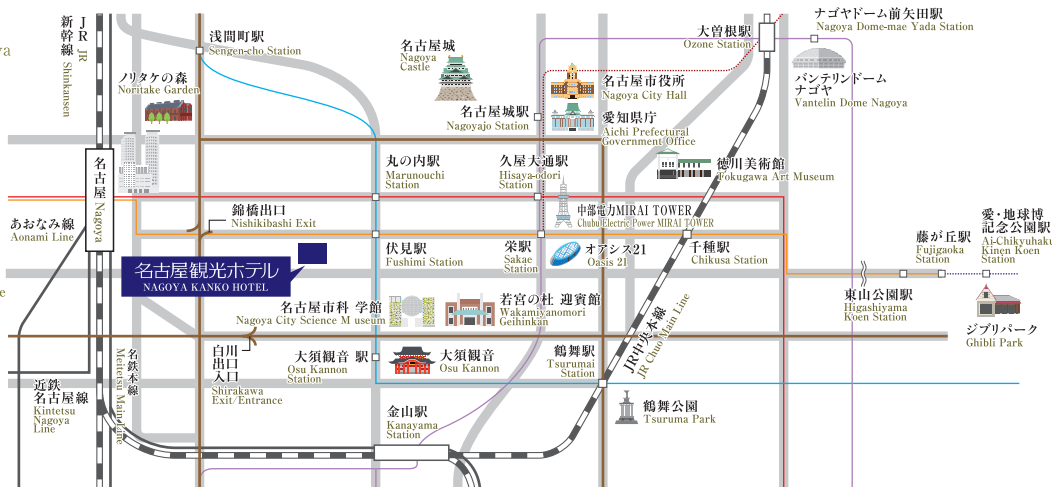 JR
新幹線
JR
Shinkansen
浅間町駅
Sengen-cho Station
名古屋城
Nagoya
Castle
大曽根駅
Ozone Station
ナゴヤドーム前矢田駅
Nagoya Dome-mae Yada Station
バンテリンドーム
ナゴヤ
Vantelin Dome Nagoya
ノリタケの森
Noritake Garden
名古屋城駅
Nagoyajo Station
名古屋市役所
Nagoya City Hall
愛知県庁
Aichi Prefectural
Government Office
名古屋
Nagoya
丸の内駅
Marunouchi
Station
久屋大通駅
Hisaya-odori
Station
徳川美術館
Tokugawa Art Museum
あおなみ線
Aonami Line
錦橋出口
Nishikibashi Exit
中部電力MIRAI TOWER
Chubu Electric Power MIRAI TOWER
伏見駅
Fushimi Station
栄駅
Sakae
Station
オアシス21
Oasis 21
千種駅
Chikusa Station
藤が丘駅
Fujigaoka
Station
愛・地球博
記念公園駅
Ai-Chikyuhaku
Kinen Koen
Station
名古屋観光ホテル
NAGOYA KANKO HOTEL
東山公園駅
Higashiyama
Koen Station
ジブリパーク
Ghibli Park
名古屋市科 学館
Nagoya City Science M useum
若宮の杜 迎賓館
Wakamiyanomori
Geihinkan
JR中央本線
JR Chuo Main Line
名鉄本線
Meitetsu Main Line
白川
出口
入口
Shirakawa
Exit/Entrance
大須観音 駅
Osu Kannon
Station
大須観音
Osu Kannon
鶴舞駅
Tsurumai
Station
近鉄
名古屋線
Kintetsu
Nagoya
Line
金山駅
Kanayama
Station
鶴舞公園
Tsuruma Park